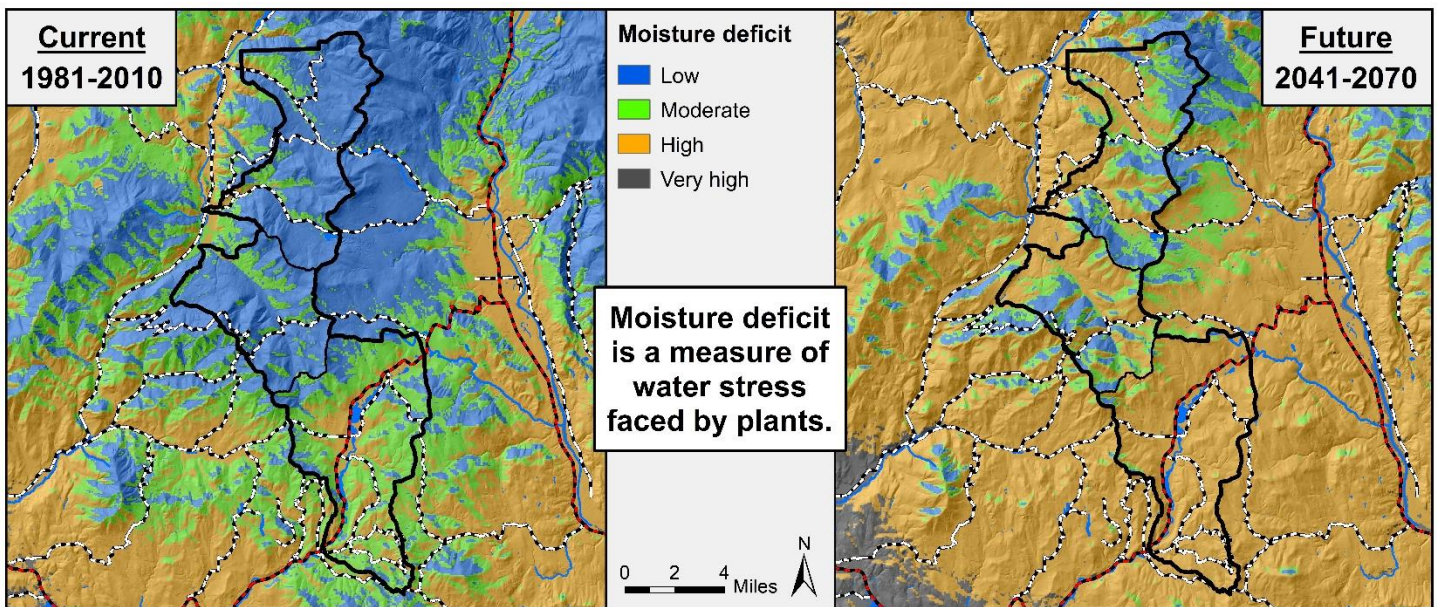 Current
1981-2010
Moisture deficit
Low
Moderate
High
Very high
Moisture deficit
is a measure of
water stress
faced by plants.
N
0 2 4 Miles
Future
2041-2070